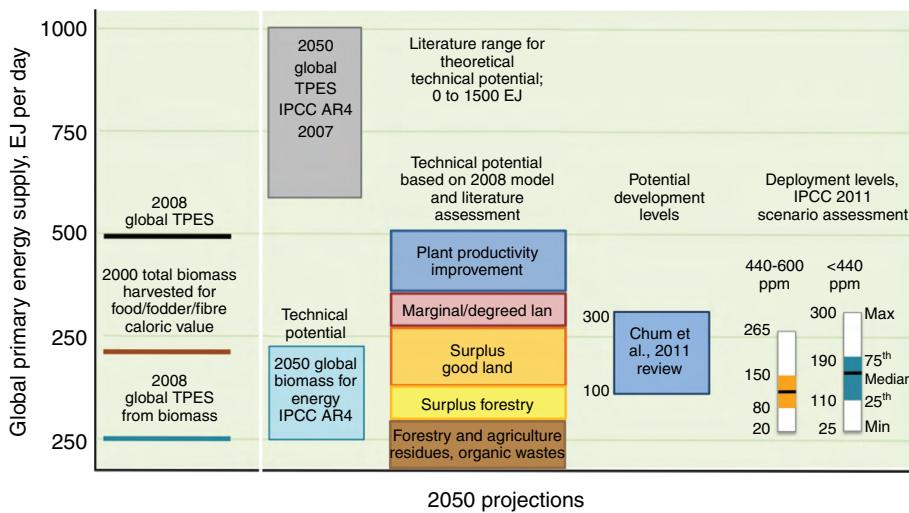 Global primary energy supply, EJ per day
1000
750
500
250
250
2008
global TPES
2000 total biomass
harvested for
food/fodder/fibre
caloric value
2008
global TPES
from biomass
2050
global
TPES
IPCC AR4
2007
Technical
potential
2050 global
biomass for
energy
IPCC AR4
Literature range for
theoretical
technical potential;
0 to 1500 EJ
Technical potential
based on 2008 model
and literature
assessment
Plant productivity
improvement
Marginal/degreed lan
Surplus
good land
Surplus forestry
Forestry and agriculture
residues, organic wastes
Potential
development
levels
300
100
Chum et
al., 2011
review
Deployment levels,
IPCC 2011
scenario assessment
440-600
ppm
265
150
80
20
<440
ppm
300
190
110
25
Max
75th
Median
25th
Min
2050 projections